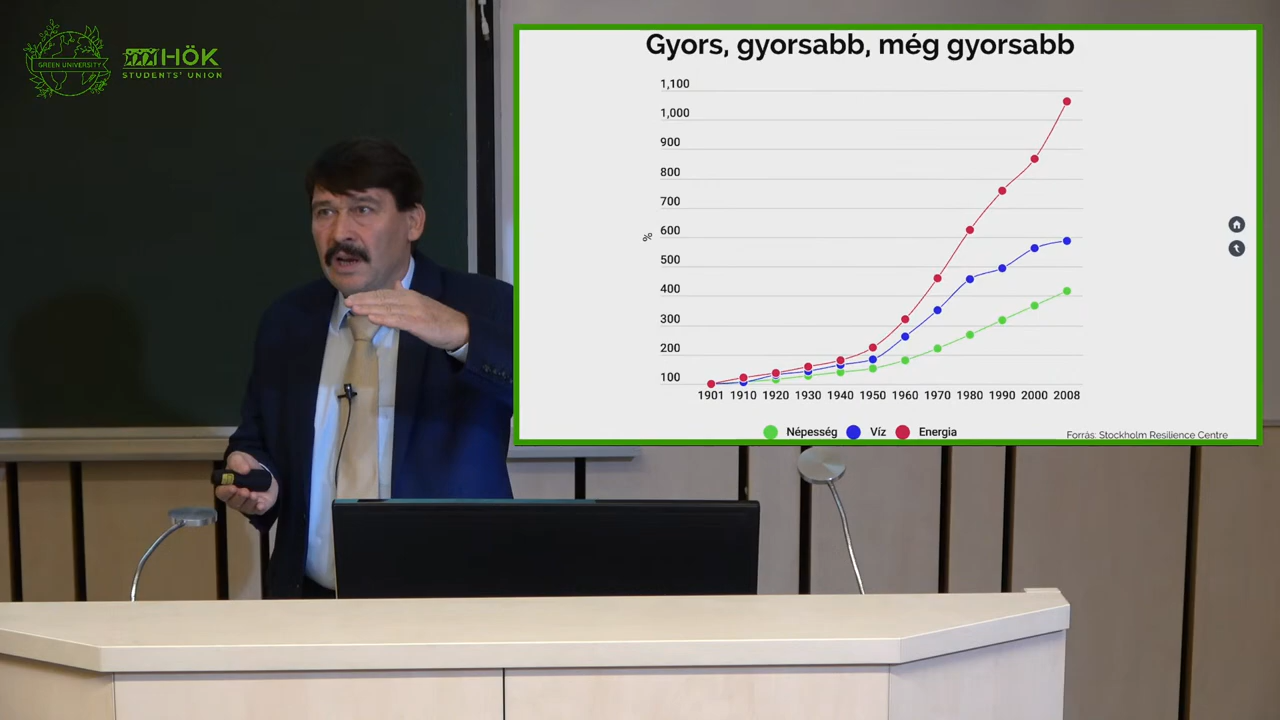 GREEN UNIVERSITY
HÖK
STUDENTS' UNION
Gyors, gyorsabb, még gyorsabb
1,100
1,000
900
800
700
600
%
500
400
300
200
100
1901 1910 1920 1930 1940 1950 1960 1970 1980 1990 2000 2008
Népesség Víz Energia
Forrás: Stockholm Resilience Centre